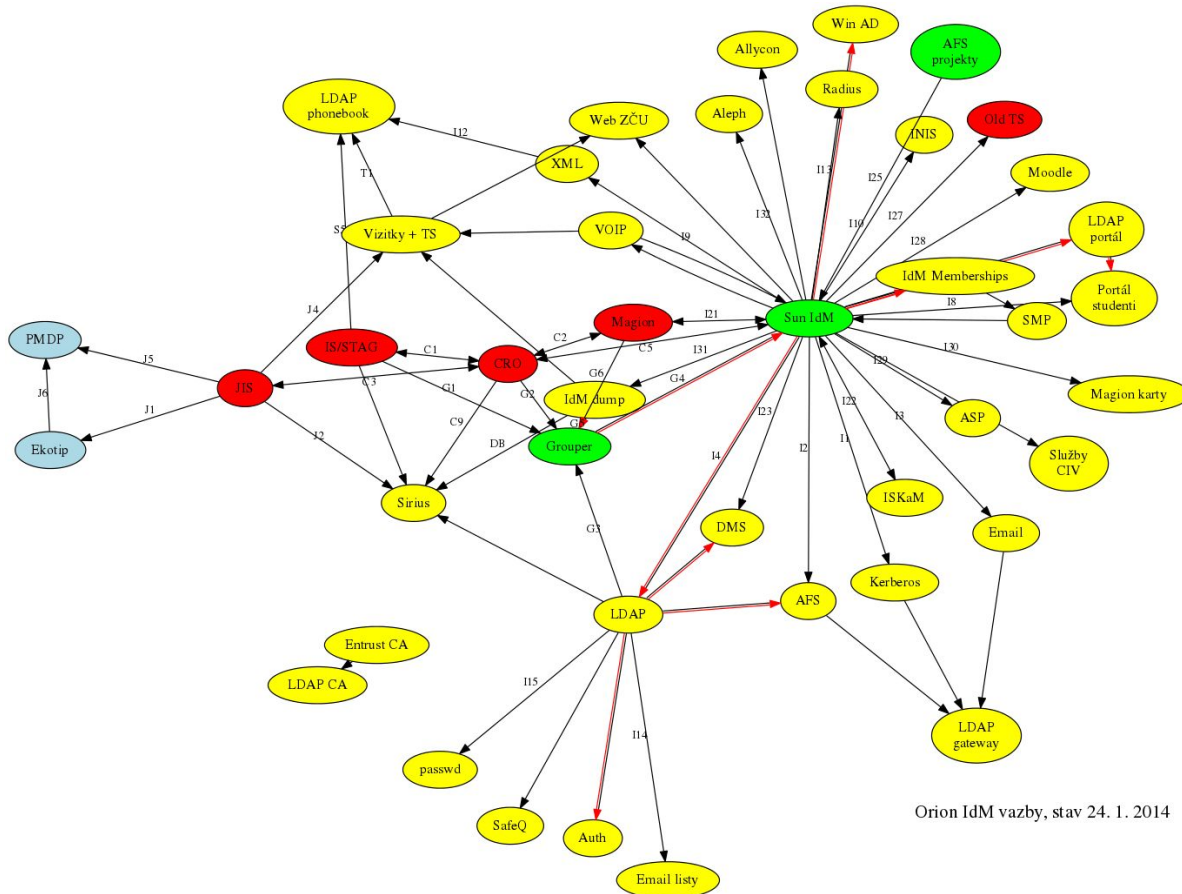 Win AD
AFS
projekty
Allycon
Radius
LDAP
phonebook
Aleph
Web ZČU
Old TS
INIS
I12
XML
I13
I25
Moodle
T1
I32
I10
I27
LDAP
portál
S5
Vizitky + TS
VOIP
I9
I28
IdM Memberships
Portál
studenti
I8
J4
Magion
I21
Sun IdM
SMP
PMDP
IS/STAG
C1
C2
C5
I31
I30
J5
CRO
I29
JIS
C3
G6
G4
J6
G1
G2
IdM dump
Magion karty
J1
C9
I23
I22
I3
ASP
J2
DB
Grouper
I1
Ekotip
I4
I2
Služby
CIV
Sirius
ISKaM
G3
DMS
Email
Kerberos
LDAP
AFS
Entrust CA
LDAP CA
I15
I14
LDAP
gateway
passwd
Orion IdM vazby, stav 24. 1. 2014
SafeQ
Auth
Email listy